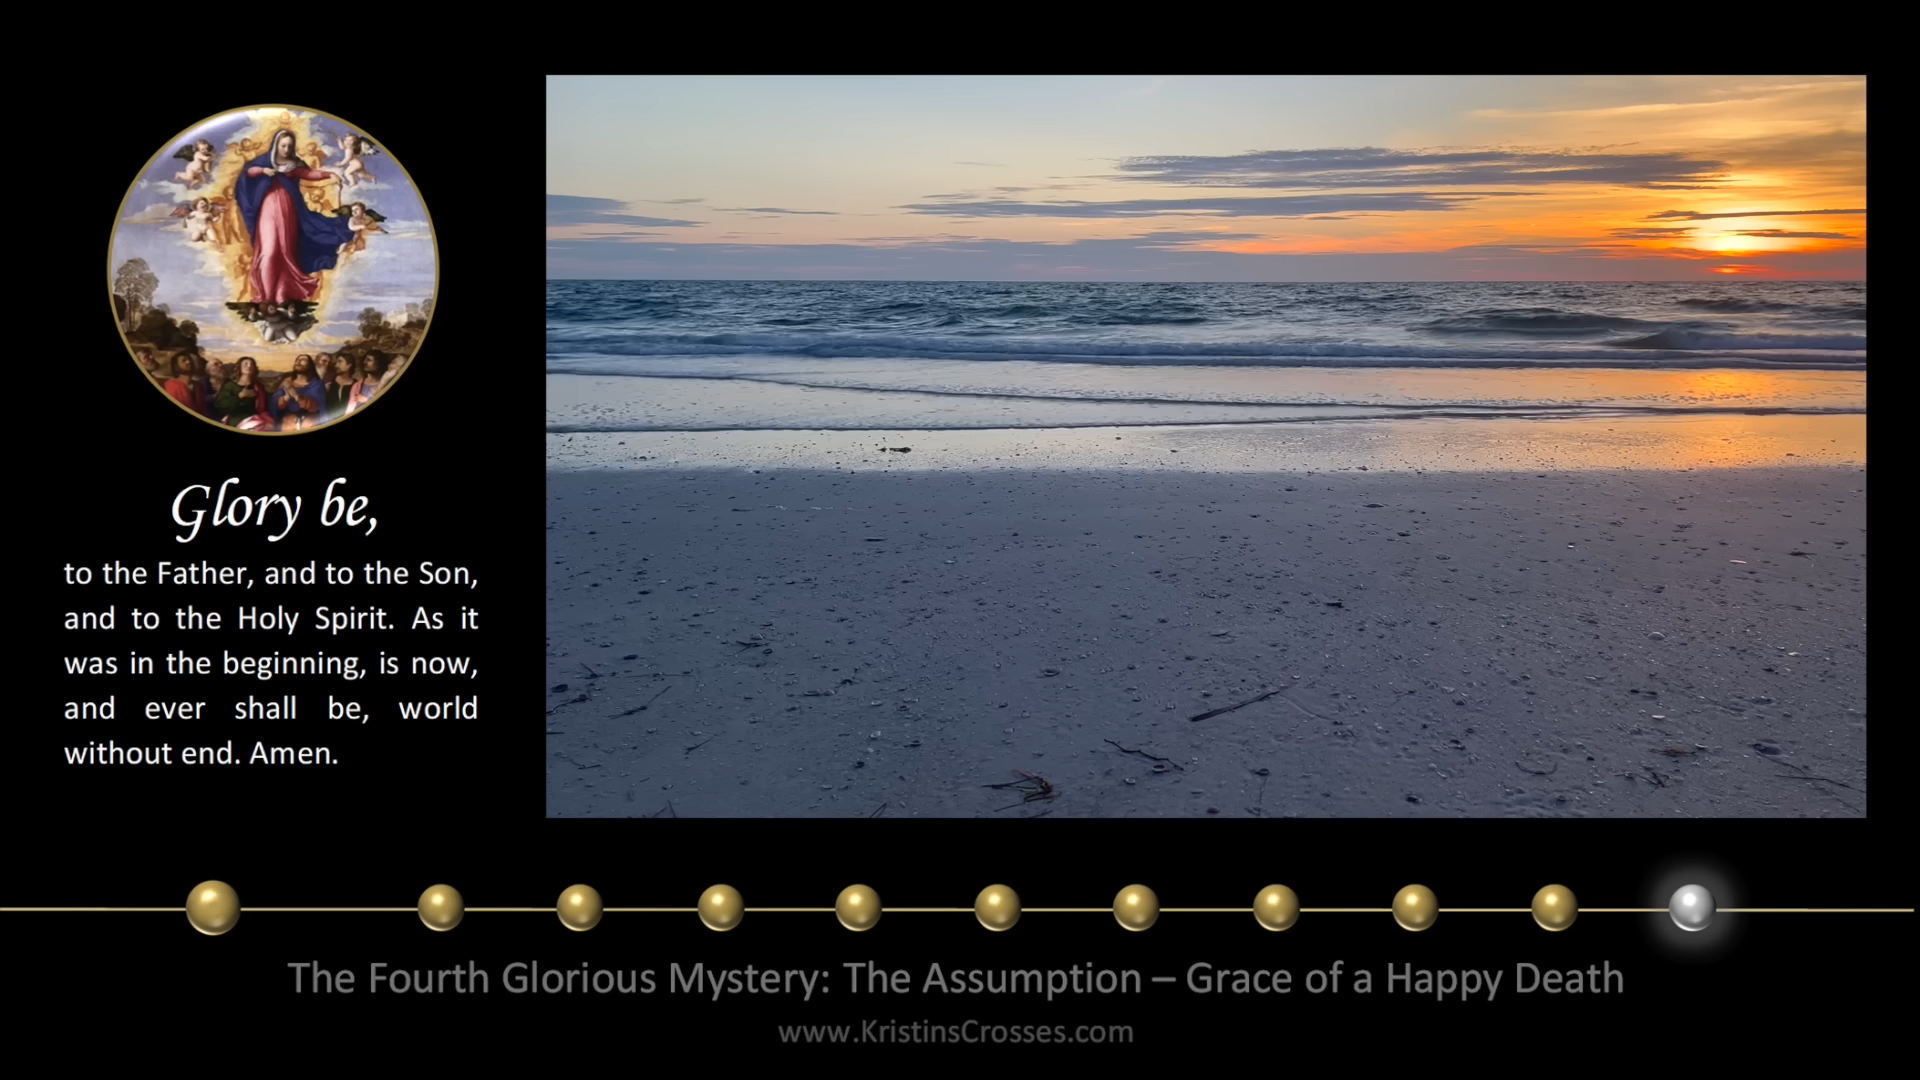 Glory be,
to the Father, and to the Son,
and to the Holy Spirit. As it
was in the beginning, is now,
and ever shall be, world
without end. Amen.
The Fourth Glorious Mystery: The Assumption – Grace of a Happy Death
www.KristinsCrosses.com